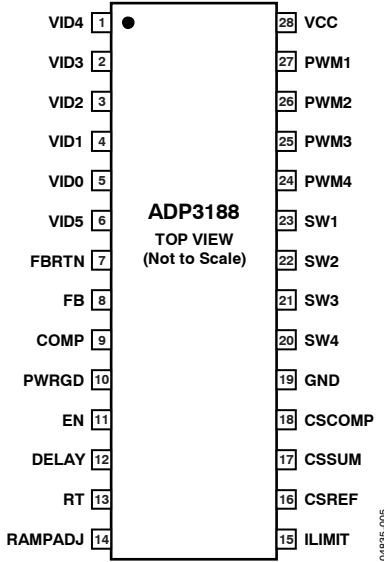 VID4 1
VID3 2
VID2 3
VID1 4
VID0 5
VID5 6
FBRTN 7
FB 8
COMP 9
PWRGD 10
EN 11
DELAY 12
RT 13
RAMPADJ 14
ADP3188
TOP VIEW
(Not to Scale)
28 VCC
27 PWM1
26 PWM2
25 PWM3
24 PWM4
23 SW1
22 SW2
21 SW3
20 SW4
19 GND
18 CSCOMP
17 CSSUM
16 CSREF
15 ILIMIT
04835-005